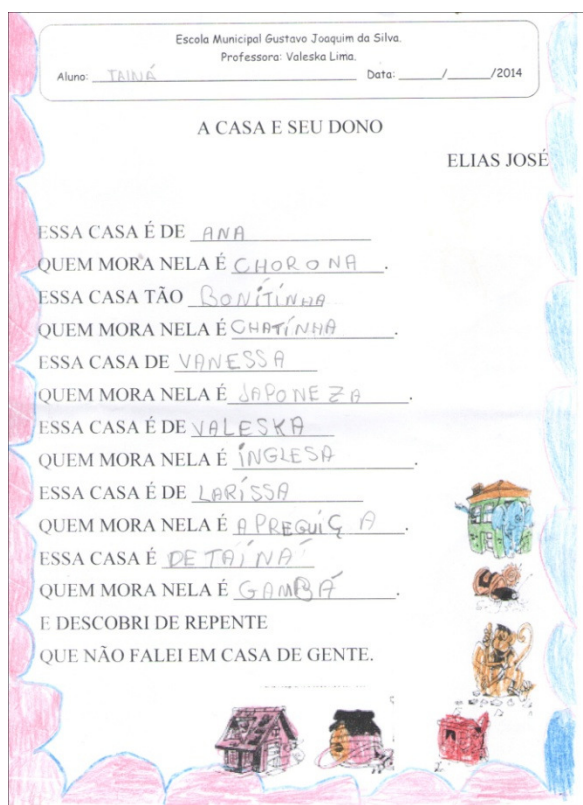 Escola Municipal Gustavo Joaquim da Silva.
Professora: Valeska Lima.
Aluno: TAINÁ Data: ______/______/2014
A CASA E SEU DONO
ELIAS JOSÉ
ESSA CASA É DE ANA
QUEM MORA NELA É CHORONA.
ESSA CASA TÃO BONITINHA
QUEM MORA NELA É CHATINHA.
ESSA CASA DE VANESSA
QUEM MORA NELA É JAPONEZA.
ESSA CASA É DE VALESKA
QUEM MORA NELA É INGLESA.
ESSA CASA É DE LARISSA
QUEM MORA NELA É A PREGUIÇA.
ESSA CASA É DE TAINÁ
QUEM MORA NELA É GAMBÁ.
E DESCOBRI DE REPENTE
QUE NÃO FALEI EM CASA DE GENTE.